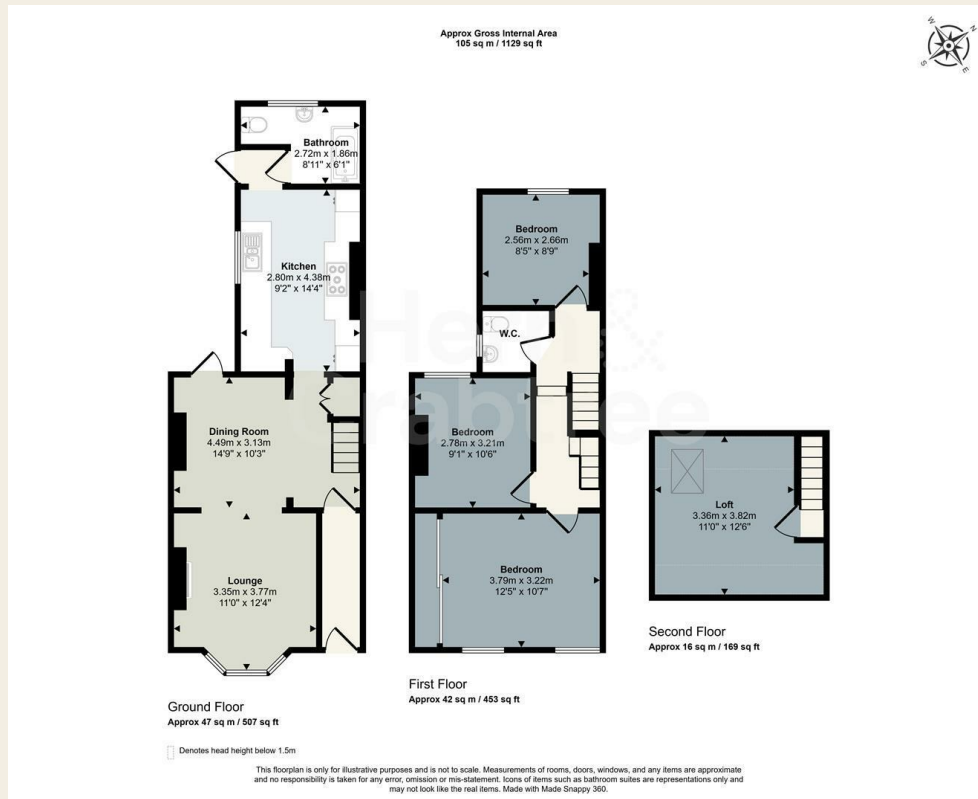 Approx Gross Internal Area
105 sq m / 1129 sq ft
W
N
S
E
Bathroom
2.72m x 1.86m
8'11" x 6'1"
Kitchen
2.80m x 4.38m
9'2" x 14'4"
Dining Room
4.49m x 3.13m
14'9" x 10'3"
Lounge
3.35m x 3.77m
11'0" x 12'4"
Ground Floor
Approx 47 sq m / 507 sq ft
Bedroom
2.56m x 2.66m
8'5" x 8'9"
W.C.
Bedroom
2.78m x 3.21m
9'1" x 10'6"
Bedroom
3.79m x 3.22m
12'5" x 10'7"
First Floor
Approx 42 sq m / 453 sq ft
Loft
3.36m x 3.82m
11'0" x 12'6"
Second Floor
Approx 16 sq m / 169 sq ft
Denotes head height below 1.5m
This floorplan is only for illustrative purposes and is not to scale. Measurements of rooms, doors, windows, and any items are approximate
and no responsibility is taken for any error, omission or mis-statement. Icons of items such as bathroom suites are representations only and
may not look like the real items. Made with Made Snappy 360.